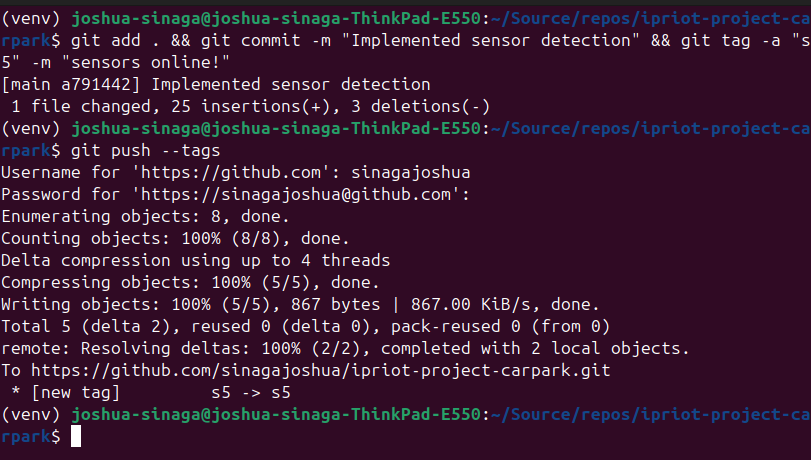 (venv) joshua-sinaga@joshua-sinaga-ThinkPad-E550:~/Source/repos/ipriot-project-ca
rpark$ git add . && git commit -m "Implemented sensor detection" && git tag -a "s
5" -m "sensors online!"
[main a791442] Implemented sensor detection
 1 file changed, 25 insertions(+), 3 deletions(-)
(venv) joshua-sinaga@joshua-sinaga-ThinkPad-E550:~/Source/repos/ipriot-project-ca
rpark$ git push --tags
Username for 'https://github.com': sinagajoshua
Password for 'https://sinagajoshua@github.com':
Enumerating objects: 8, done.
Counting objects: 100% (8/8), done.
Delta compression using up to 4 threads
Compressing objects: 100% (5/5), done.
Writing objects: 100% (5/5), 867 bytes | 867.00 KiB/s, done.
Total 5 (delta 2), reused 0 (delta 0), pack-reused 0 (from 0)
remote: Resolving deltas: 100% (2/2), completed with 2 local objects.
To https://github.com/sinagajoshua/ipriot-project-carpark.git
 * [new tag]         s5 -> s5
(venv) joshua-sinaga@joshua-sinaga-ThinkPad-E550:~/Source/repos/ipriot-project-ca
rpark$